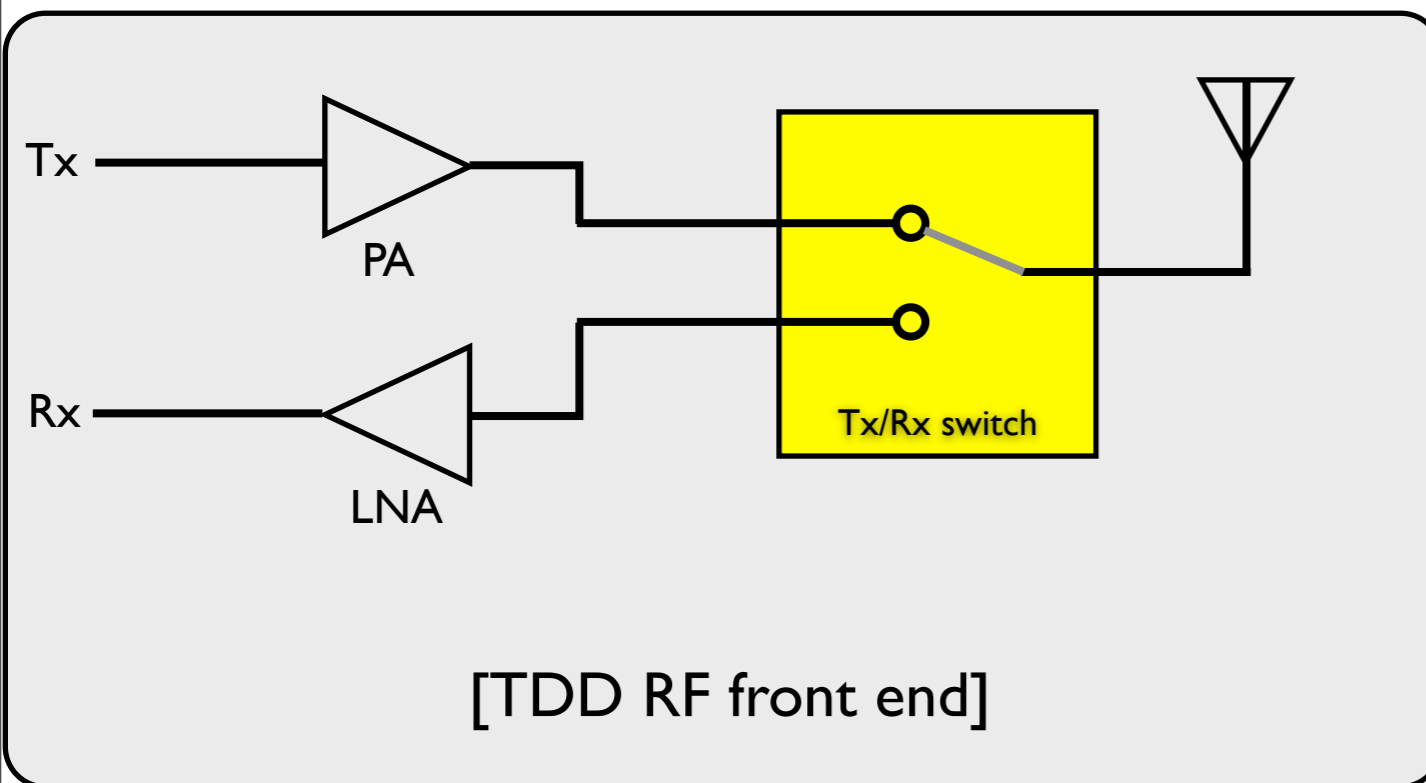 Tx
PA
Tx/Rx switch
Rx
LNA
[TDD RF front end]